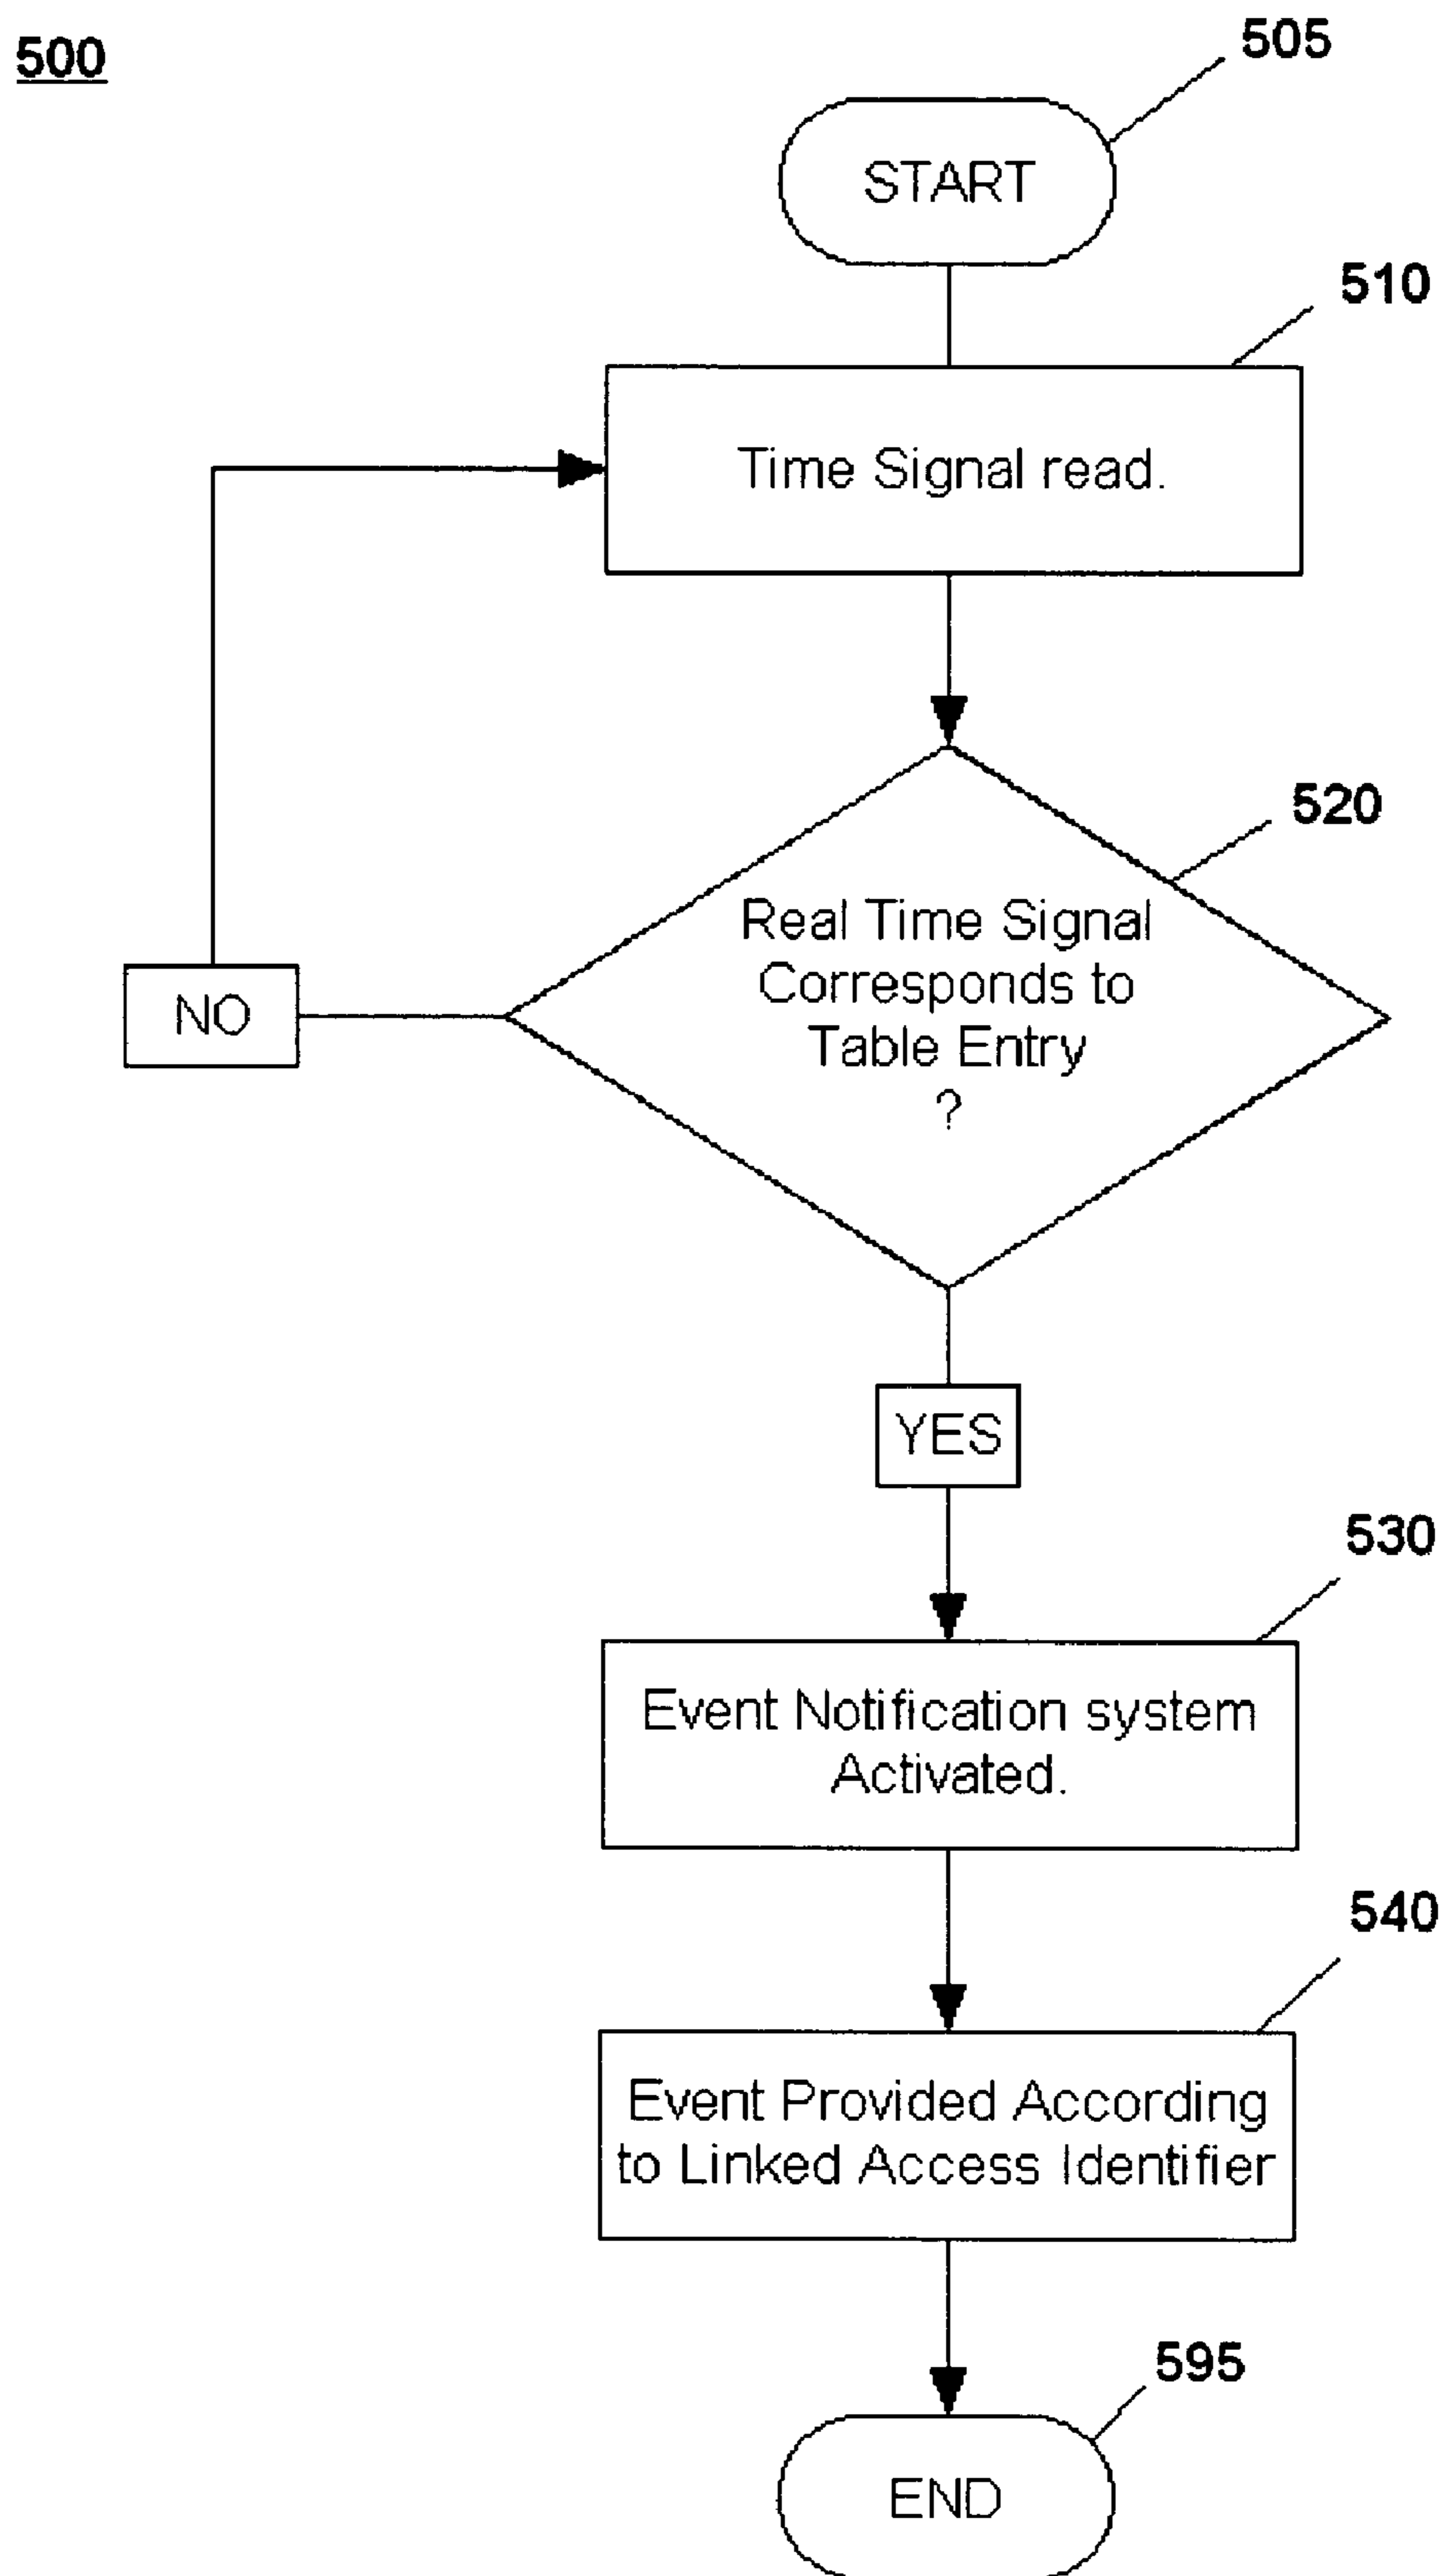 500
505
START
510
Time Signal read.
520
Real Time Signal
Corresponds to
Table Entry
?
NO
YES
530
Event Notification system
Activated.
540
Event Provided According
to Linked Access Identifier
595
END